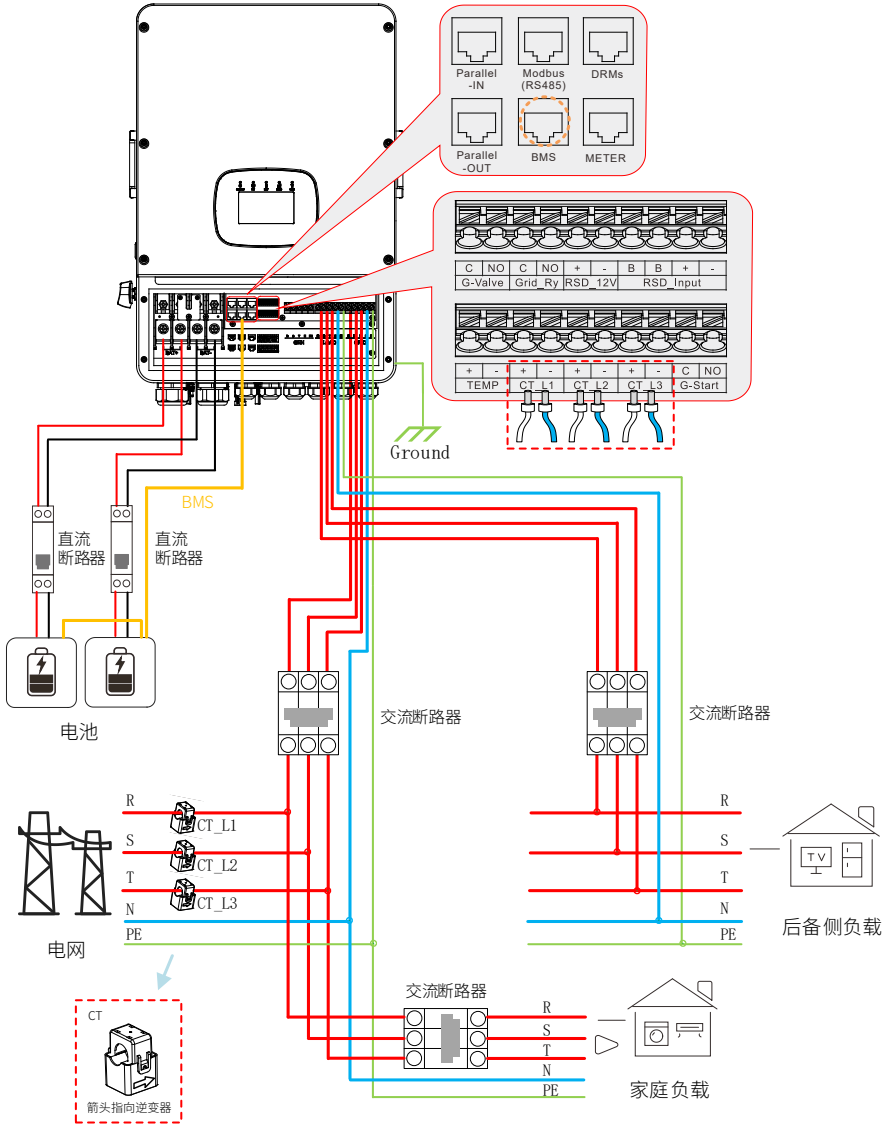 Parallel
-IN
Modbus
(RS485)
DRMs
Parallel
-OUT
BMS
METER
C NO C NO + - B B + -
G-Valve Grid_Ry RSD_12V RSD_Input
+ - + - + - + - C NO
TEMP CT_L1 CT_L2 CT_L3 G-Start
BAT+
BAT-
Ground
BMS
直流
断路器
直流
断路器
电池
交流断路器
交流断路器
R
CT_L1
S
CT_L2
T
CT_L3
N
PE
电网
R
S
T
N
PE
TV
后备侧负载
CT
箭头指向逆变器
交流断路器
R
S
T
N
PE
家庭负载